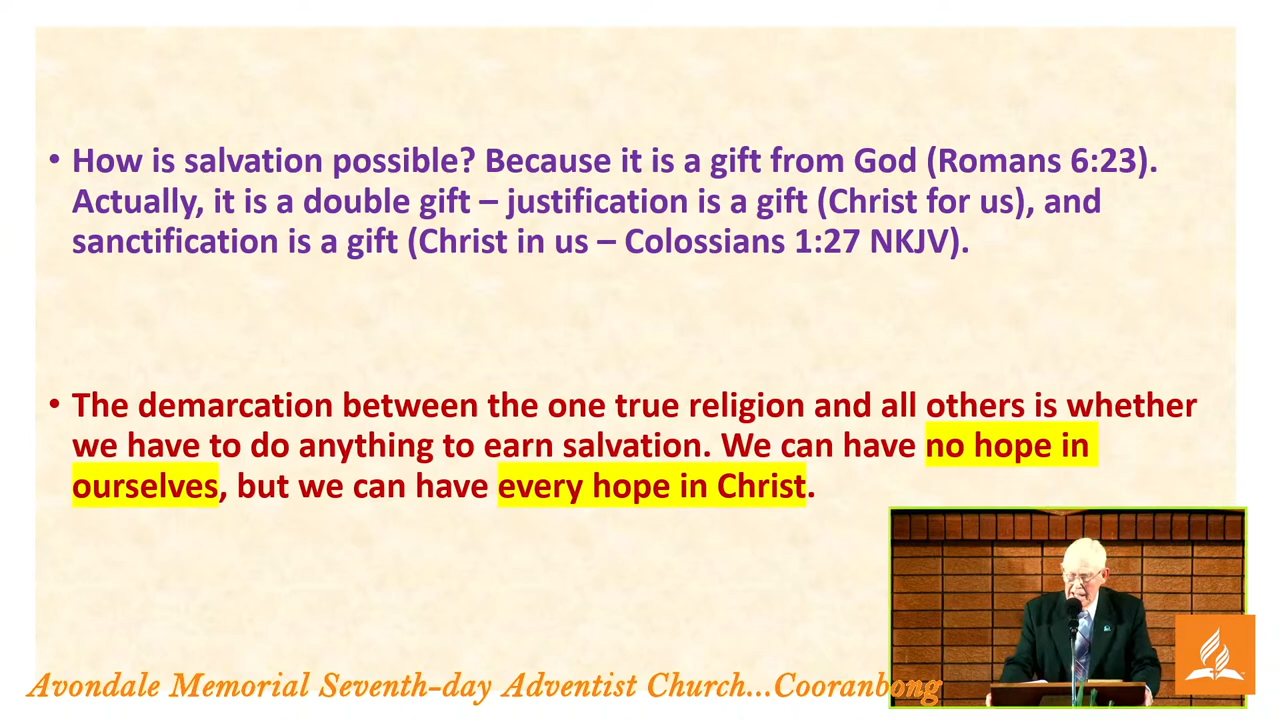 • How is salvation possible? Because it is a gift from God (Romans 6:23).
Actually, it is a double gift – justification is a gift (Christ for us), and
sanctification is a gift (Christ in us – Colossians 1:27 NKJV).
• The demarcation between the one true religion and all others is whether
we have to do anything to earn salvation. We can have no hope in
ourselves, but we can have every hope in Christ.
Avondale Memorial Seventh-day Adventist Church...Cooranbong